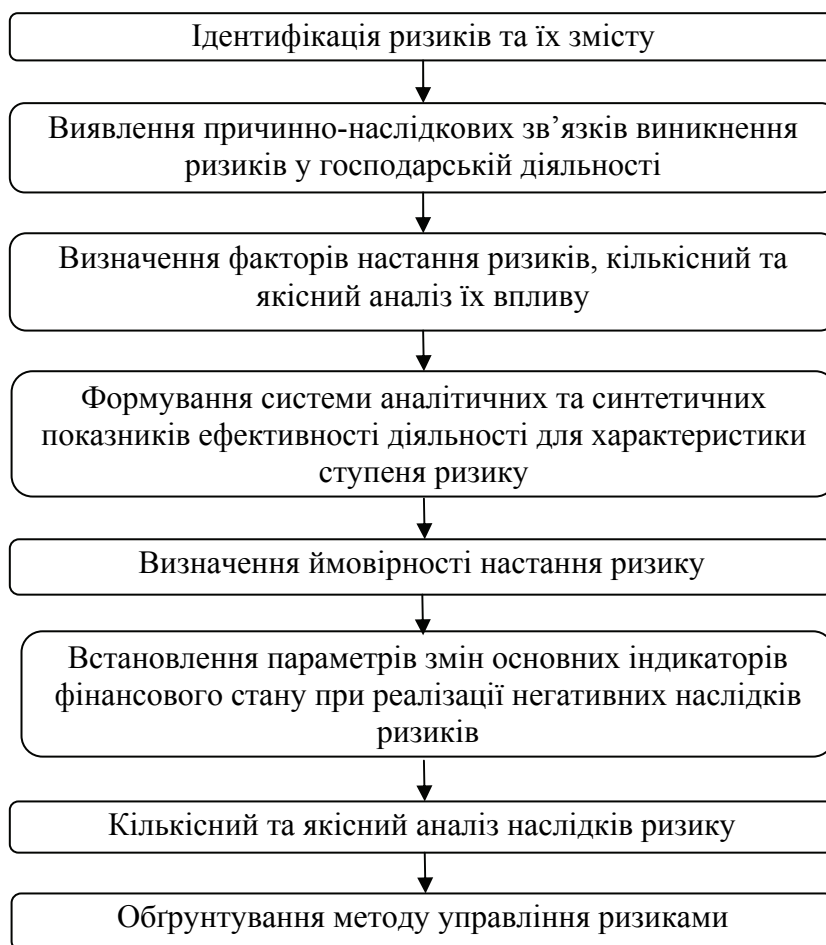 Ідентифікація ризиків та їх змісту
Виявлення причинно-наслідкових зв’язків виникнення
ризиків у господарській діяльності
Визначення факторів настання ризиків, кількісний та
якісний аналіз їх впливу
Формування системи аналітичних та синтетичних
показників ефективності діяльності для характеристики
ступеня ризику
Визначення ймовірності настання ризику
Встановлення параметрів змін основних індикаторів
фінансового стану при реалізації негативних наслідків
ризиків
Кількісний та якісний аналіз наслідків ризику
Обґрунтування методу управління ризиками